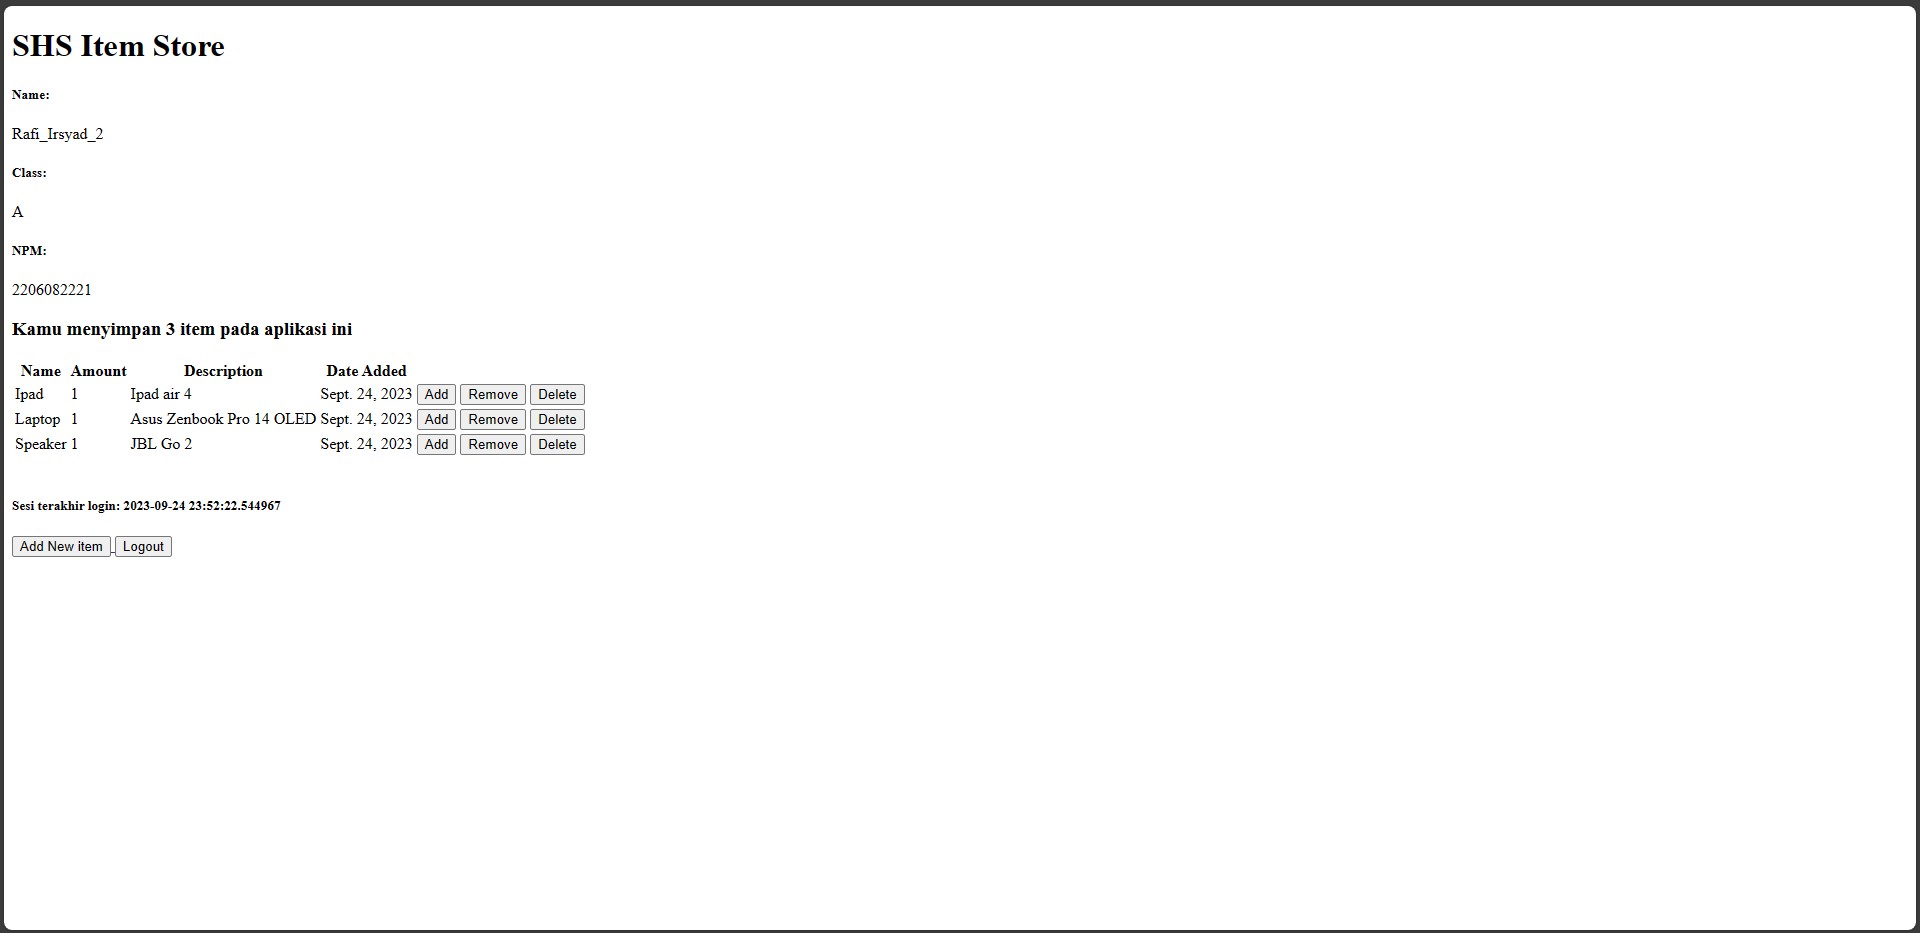 SHS Item Store
Name:
Rafi_Irsyad_2
Class:
A
NPM:
2206082221
Kamu menyimpan 3 item pada aplikasi ini
Name Amount Description Date Added
Ipad 1 Ipad air 4 Sept. 24, 2023 Add Remove Delete
Laptop 1 Asus Zenbook Pro 14 OLED Sept. 24, 2023 Add Remove Delete
Speaker 1 JBL Go 2 Sept. 24, 2023 Add Remove Delete
Sesi terakhir login: 2023-09-24 23:52:22.544967
Add New item Logout